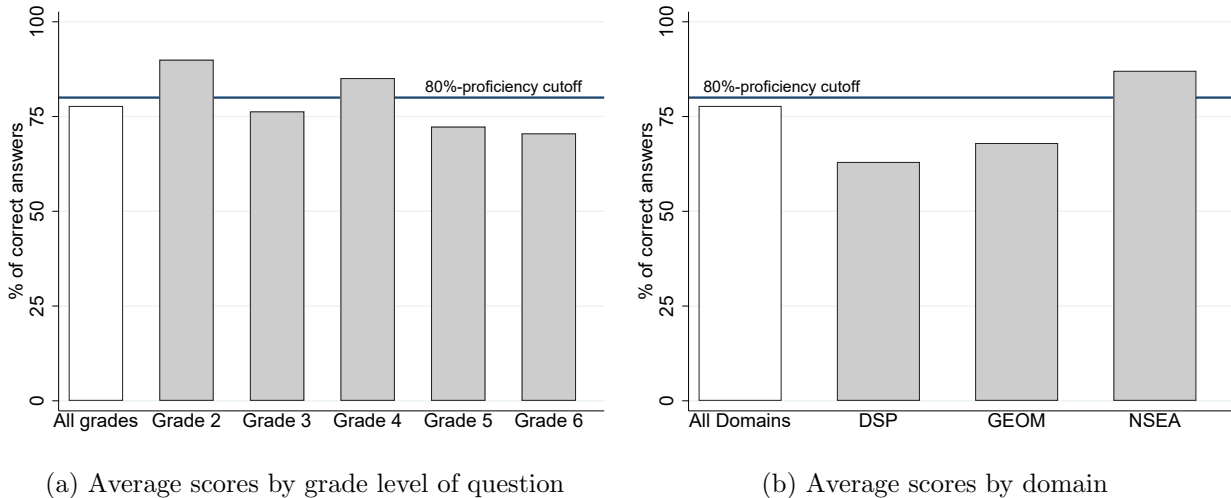 100
75
50
25
0
% of correct answers
80%-proficiency cutoff
All grades Grade 2 Grade 3 Grade 4 Grade 5 Grade 6
(a) Average scores by grade level of question
100
75
50
25
0
% of correct answers
80%-proficiency cutoff
All Domains DSP GEOM NSEA
(b) Average scores by domain